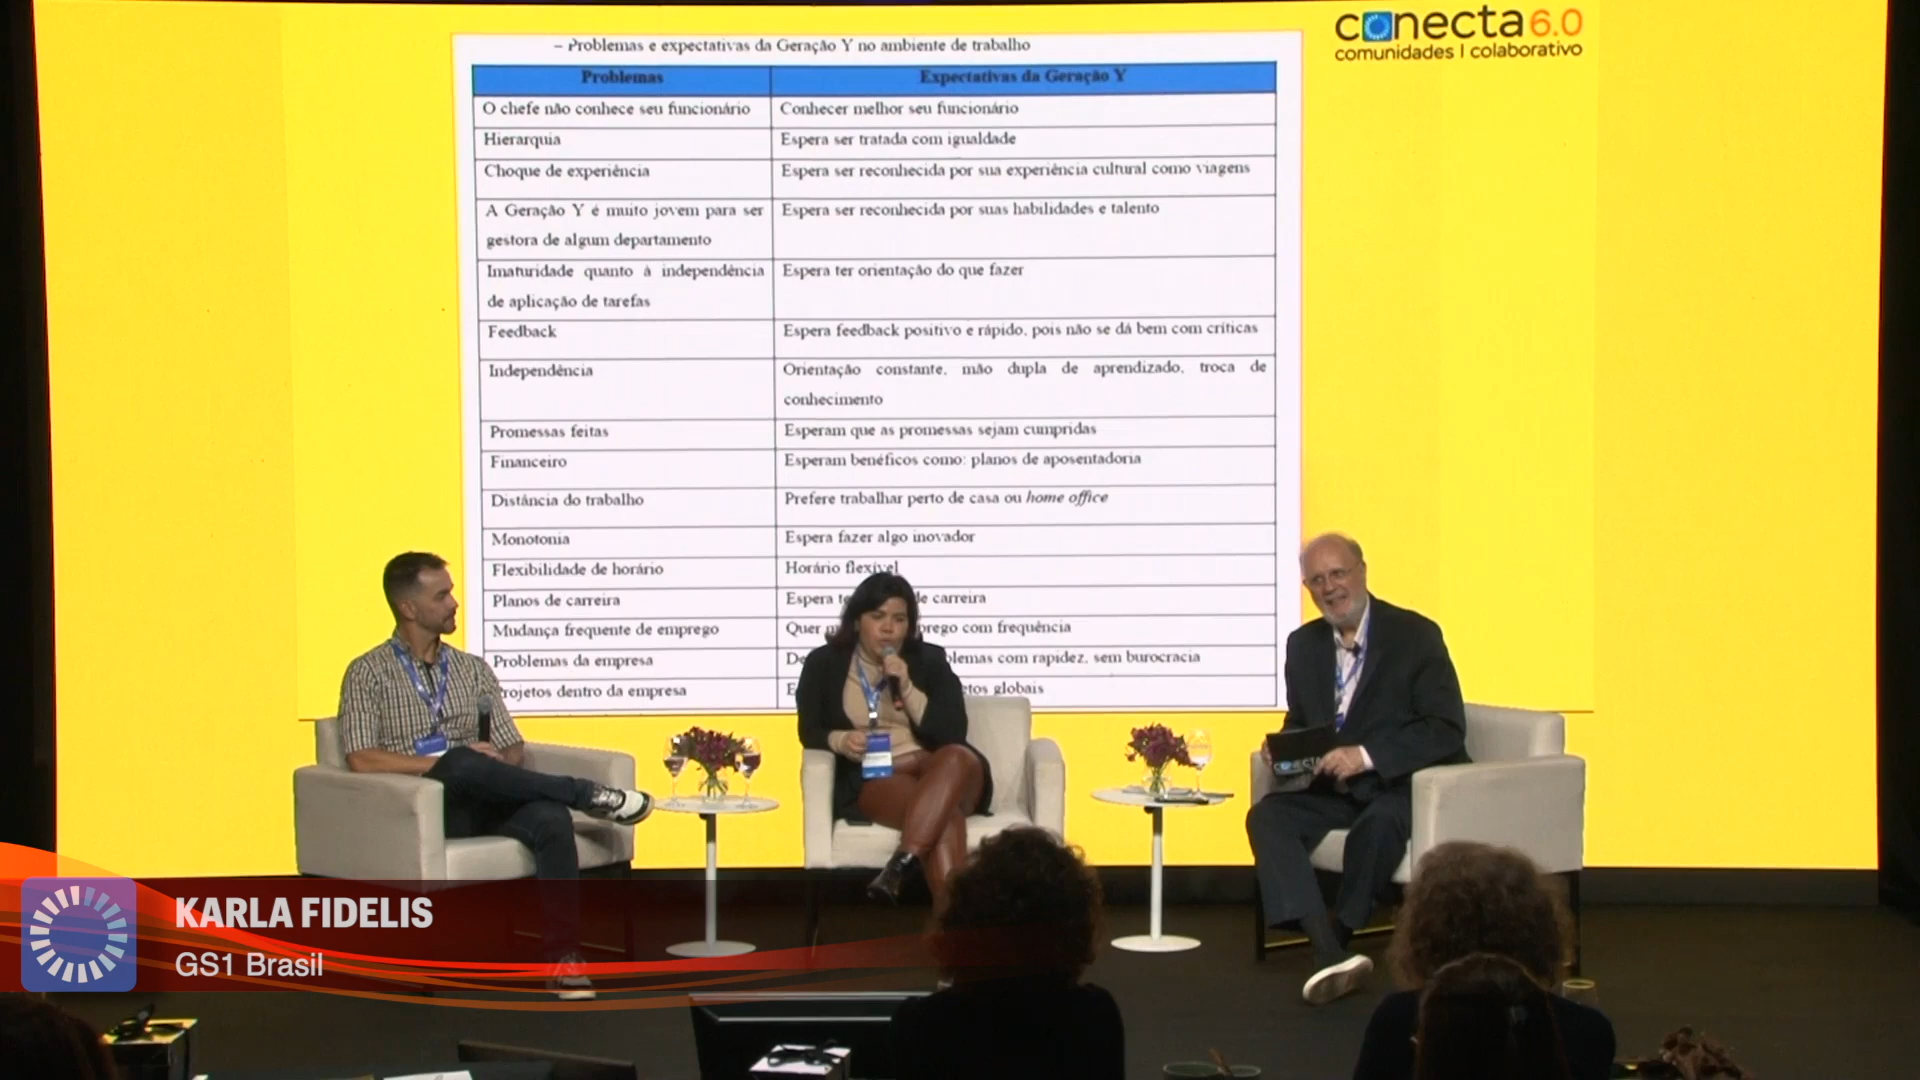 conecta 6.0
comunidades | colaborativo
– Problemas e expectativas da Geração Y no ambiente de trabalho
Problemas Expectativas da Geração Y
O chefe não conhece seu funcionário Conhecer melhor seu funcionário
Hierarquia Espera ser tratada com igualdade
Choque de experiência Espera ser reconhecida por sua experiência cultural como viagens
A Geração Y é muito jovem para ser Espera ser reconhecida por suas habilidades e talento
gestora de algum departamento
Imaturidade quanto à independência Espera ter orientação do que fazer
de aplicação de tarefas
Feedback Espera feedback positivo e rápido, pois não se dá bem com críticas
Independência Orientação constante, mão dupla de aprendizado, troca de
conhecimento
Promessas feitas Esperam que as promessas sejam cumpridas
Financeiro Esperam benéficos como: planos de aposentadoria
Distância do trabalho Prefere trabalhar perto de casa ou home office
Monotonia Espera fazer algo inovador
Flexibilidade de horário Horário flexível
Planos de carreira Espera carreira
Mudança frequente de emprego Quer com frequência
Problemas da empresa com rapidez, sem burocracia
Projetos dentro da empresa globais
CONECTA
KARLA FIDELIS
GS1 Brasil